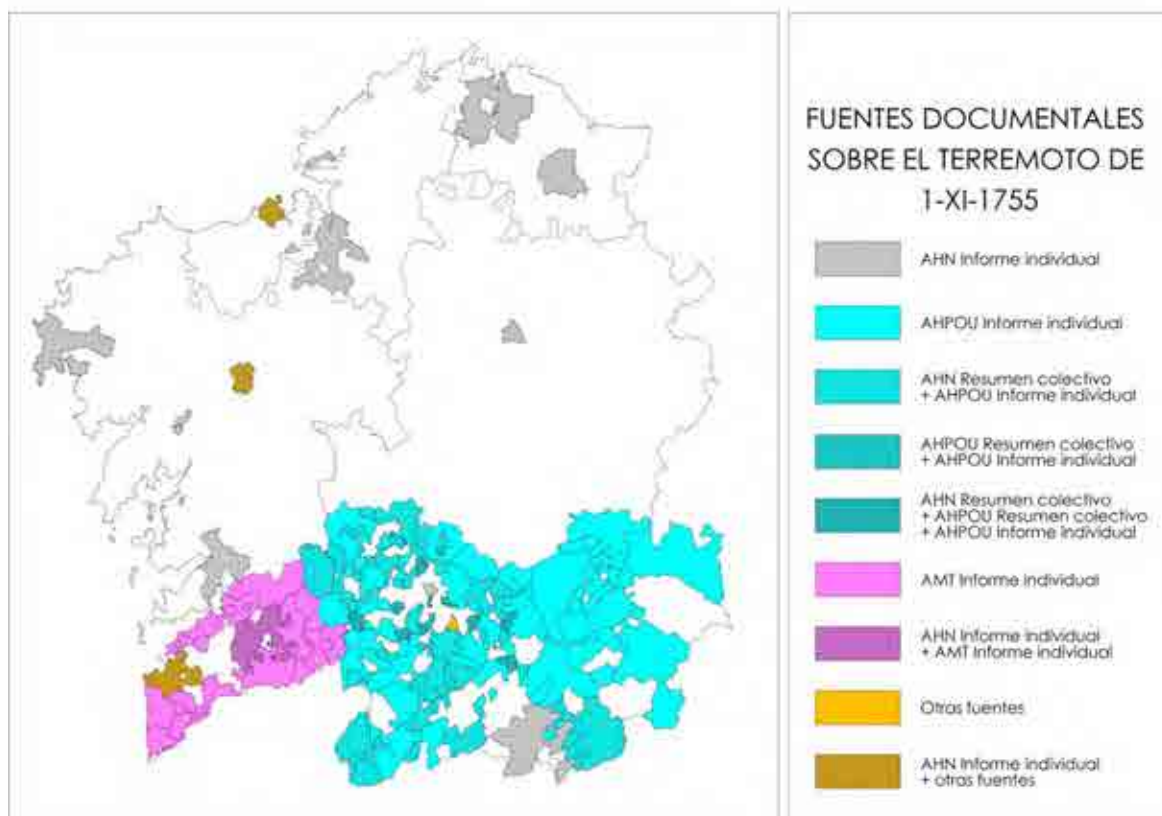 FUENTES DOCUMENTALES
SOBRE EL TERREMOTO DE
1-XI-1755
AHN Informe individual
AHPOU Informe individual
AHN Resumen colectivo
+ AHPOU Informe individual
AHPOU Resumen colectivo
+ AHPOU Informe individual
AHN Resumen colectivo
+ AHPOU Resumen colectivo
+ AHPOU Informe individual
AMT Informe individual
AHN Informe individual
+ AMT Informe individual
Otras fuentes
AHN Informe individual
+ otras fuentes